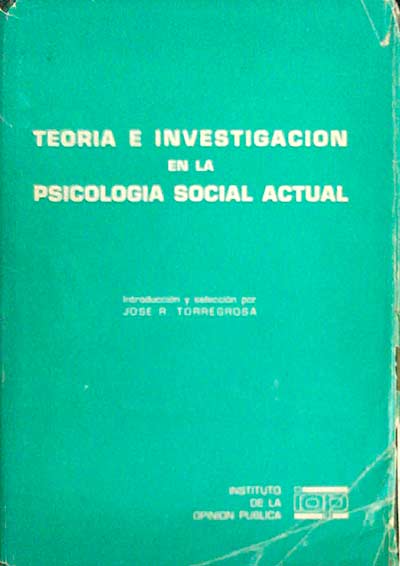 TEORIA E INVESTIGACION
EN LA
PSICOLOGIA SOCIAL ACTUAL
Introducción y selección por
JOSE R. TORREGROSA
INSTITUTO
DE LA
OPINION PUBLICA
iop